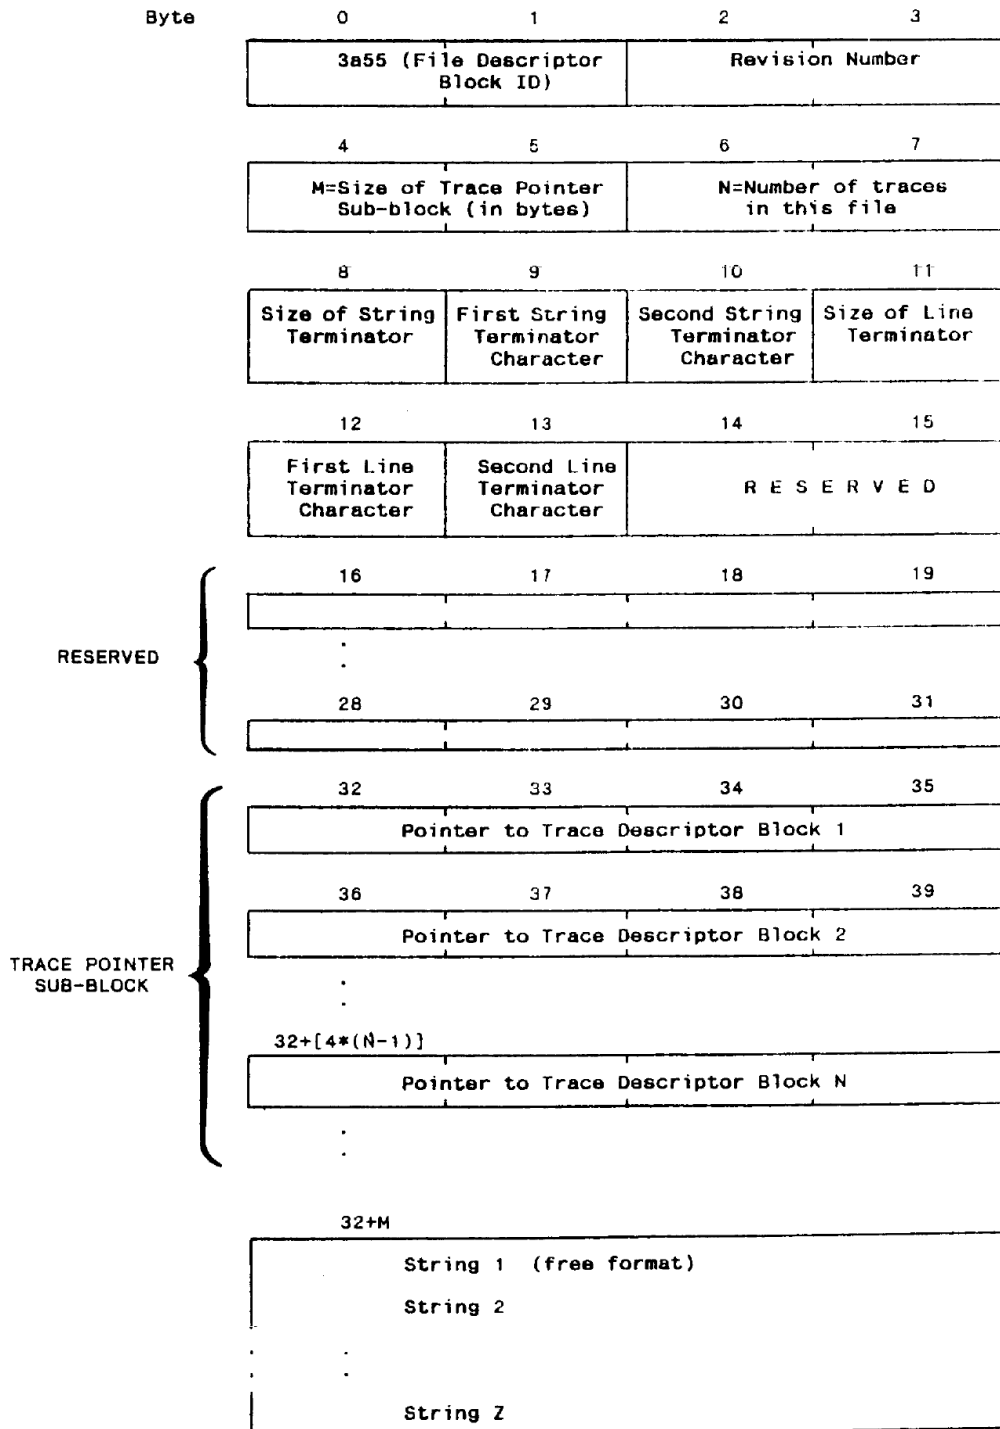 Byte 0 1 2 3
3a55 (File Descriptor Block ID)
Revision Number
4 5 6 7
M=Size of Trace Pointer
Sub-block (in bytes)
N=Number of traces
in this file
8 9 10 11
Size of String
Terminator
First String
Terminator
Character
Second String
Terminator
Character
Size of Line
Terminator
12 13 14 15
First Line
Terminator
Character
Second Line
Terminator
Character
R E S E R V E D
16 17 18 19
RESERVED
28 29 30 31
32 33 34 35
Pointer to Trace Descriptor Block 1
36 37 38 39
Pointer to Trace Descriptor Block 2
TRACE POINTER
SUB-BLOCK
32+[4*(N-1)]
Pointer to Trace Descriptor Block N
32+M
String 1 (free format)
String 2
String Z